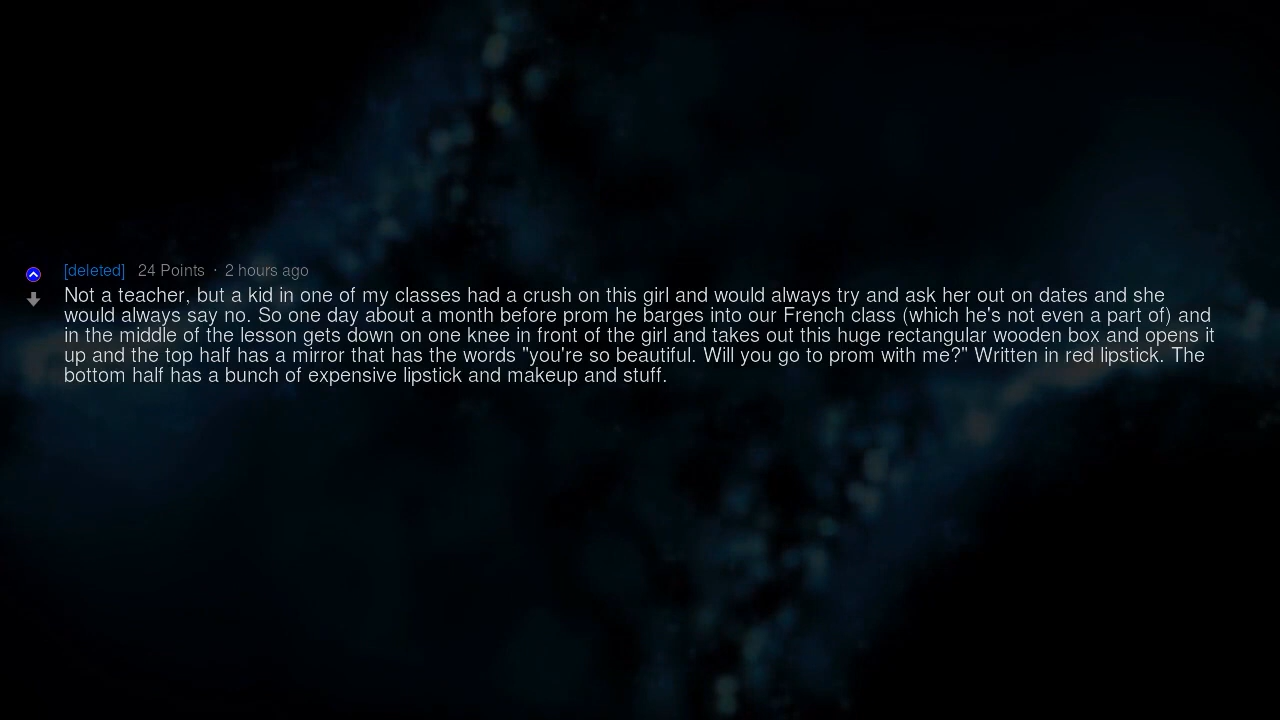 [deleted] 24 Points · 2 hours ago
Not a teacher, but a kid in one of my classes had a crush on this girl and would always try and ask her out on dates and she
would always say no. So one day about a month before prom he barges into our French class (which he's not even a part of) and
in the middle of the lesson gets down on one knee in front of the girl and takes out this huge rectangular wooden box and opens it
up and the top half has a mirror that has the words "you're so beautiful. Will you go to prom with me?" Written in red lipstick. The
bottom half has a bunch of expensive lipstick and makeup and stuff.